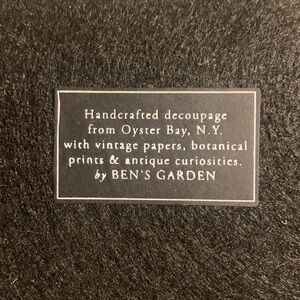 Handcrafted decoupage
from Oyster Bay, N.Y.
with vintage papers, botanical
prints & antique curiosities.
by BEN'S GARDEN